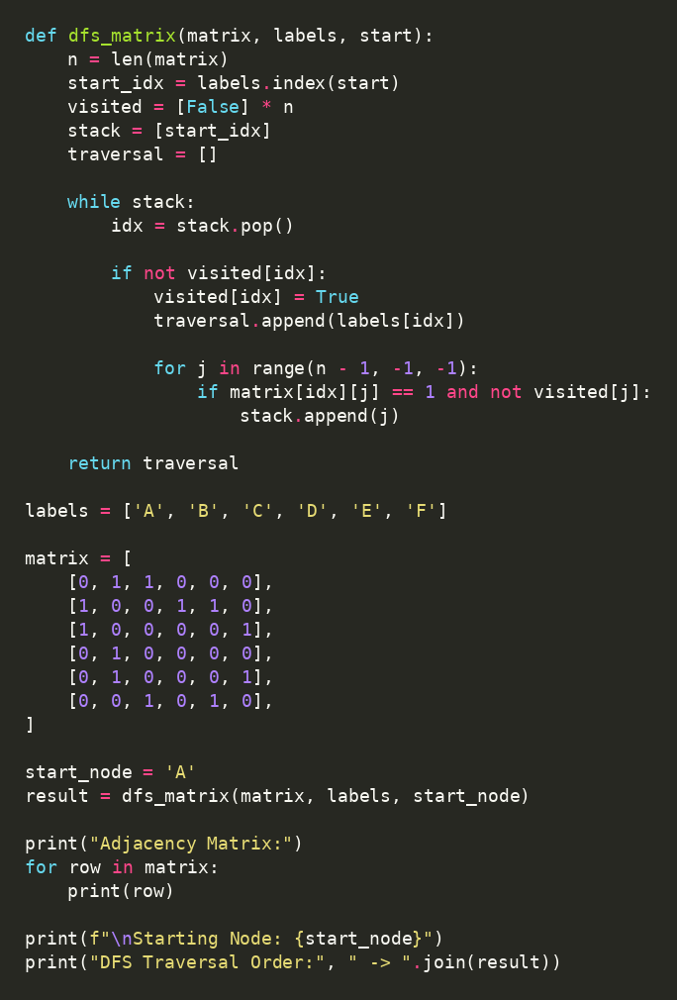 def dfs_matrix(matrix, labels, start):
    n = len(matrix)
    start_idx = labels.index(start)
    visited = [False] * n
    stack = [start_idx]
    traversal = []

    while stack:
        idx = stack.pop()

        if not visited[idx]:
            visited[idx] = True
            traversal.append(labels[idx])

            for j in range(n - 1, -1, -1):
                if matrix[idx][j] == 1 and not visited[j]:
                    stack.append(j)

    return traversal

labels = ['A', 'B', 'C', 'D', 'E', 'F']

matrix = [
    [0, 1, 1, 0, 0, 0],
    [1, 0, 0, 1, 1, 0],
    [1, 0, 0, 0, 0, 1],
    [0, 1, 0, 0, 0, 0],
    [0, 1, 0, 0, 0, 1],
    [0, 0, 1, 0, 1, 0],
]

start_node = 'A'
result = dfs_matrix(matrix, labels, start_node)

print("Adjacency Matrix:")
for row in matrix:
    print(row)

print(f"\nStarting Node: {start_node}")
print("DFS Traversal Order:", " -> ".join(result))